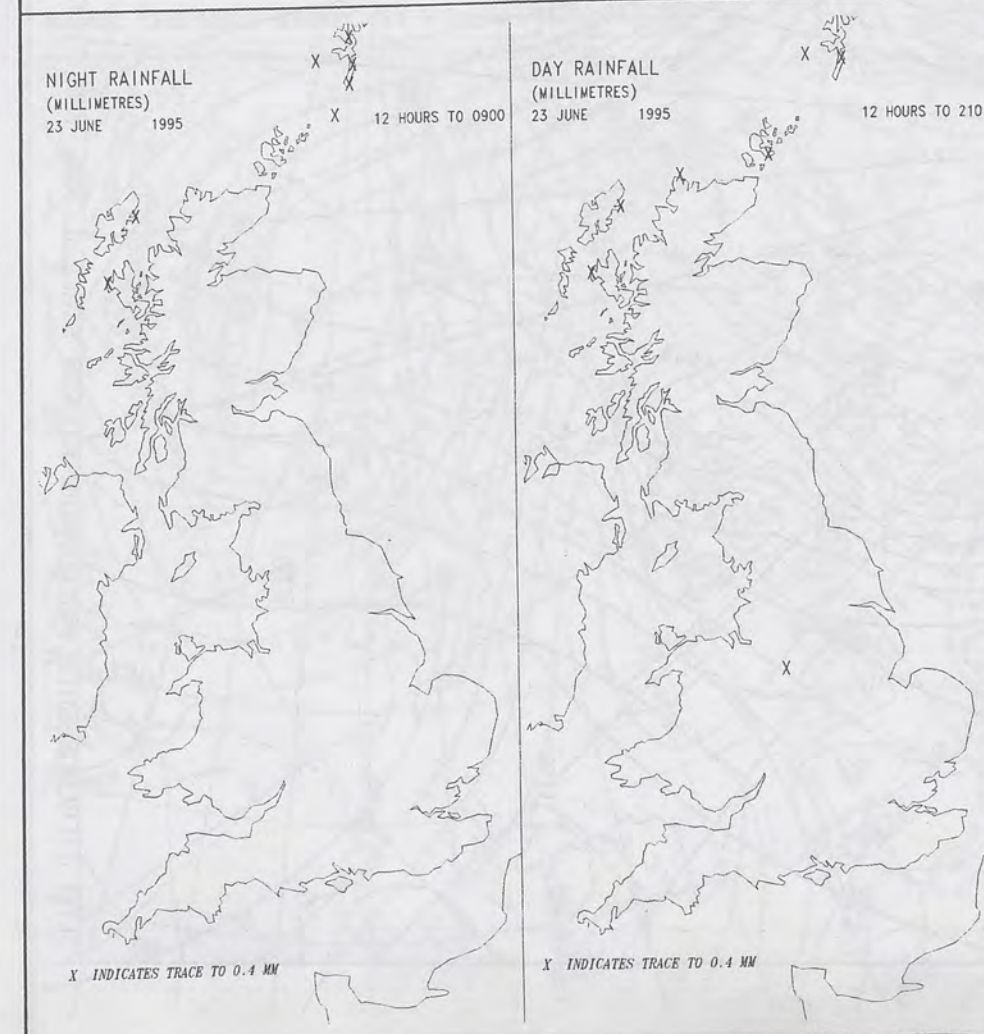 NIGHT RAINFALL
(MILLIMETRES)
23 JUNE 1995
12 HOURS TO 0900
X INDICATES TRACE TO 0.4 MM
DAY RAINFALL
(MILLIMETRES)
23 JUNE 1995
12 HOURS TO 210
X INDICATES TRACE TO 0.4 MM